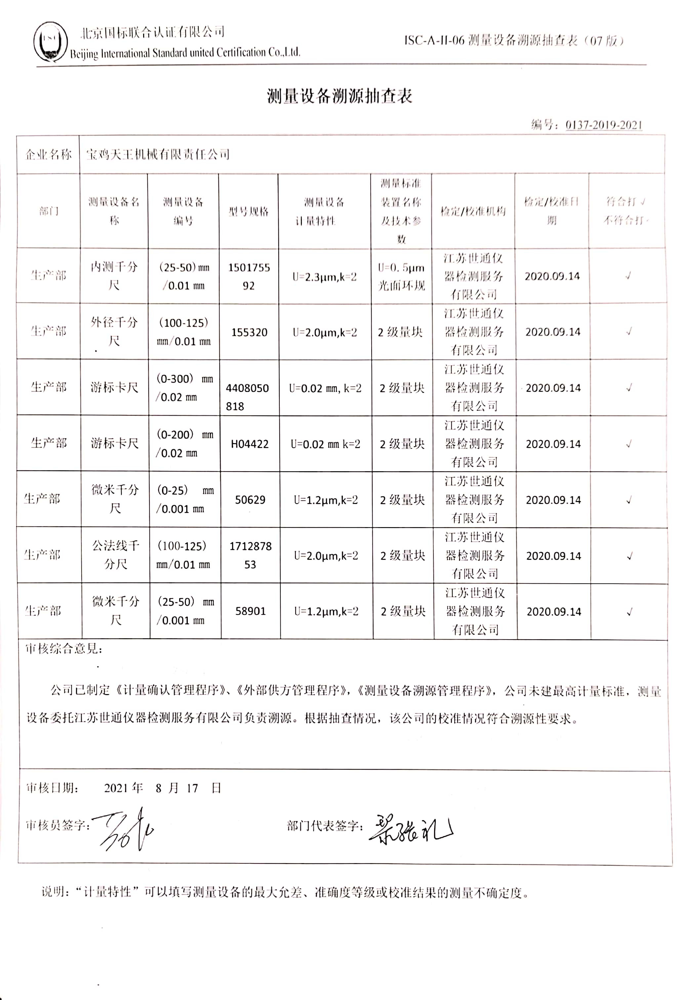 北京国标联合认证有限公司
ISC-A-II-06 测量设备溯源抽查表（07 版）
Beijing International Standard united Certification Co.,Ltd.
测量设备溯源抽查表
编号：0137-2019-2021
企业名称 宝鸡天王机械有限责任公司
部门 测量设备名称 测量设备编号 型号规格 测量设备计量特性 测量标准装置名称及技术参数 检定/校准机构 检定/校准日期 符合打√ 不符合打
生产部 内测千分尺 (25-50)mm/0.01 mm 150175592 U=2.3μm,k=2 U=0.5μm 光面环规 江苏世通仪器检测服务有限公司 2020.09.14 √
生产部 外径千分尺 (100-125)mm/0.01 mm 155320 U=2.0μm,k=2 2 级量块 江苏世通仪器检测服务有限公司 2020.09.14 √
生产部 游标卡尺 (0-300) mm/0.02 mm 4408050818 U=0.02 mm, k=2 2 级量块 江苏世通仪器检测服务有限公司 2020.09.14 √
生产部 游标卡尺 (0-200) mm/0.02 mm H04422 U=0.02 mm k=2 2 级量块 江苏世通仪器检测服务有限公司 2020.09.14 √
生产部 微米千分尺 (0-25) mm/0.001 mm 50629 U=1.2μm,k=2 2 级量块 江苏世通仪器检测服务有限公司 2020.09.14 √
生产部 公法线千分尺 (100-125)mm/0.01 mm 171287853 U=2.0μm,k=2 2 级量块 江苏世通仪器检测服务有限公司 2020.09.14 √
生产部 微米千分尺 (25-50) mm/0.001 mm 58901 U=1.2μm,k=2 2 级量块 江苏世通仪器检测服务有限公司 2020.09.14 √
审核综合意见：
公司已制定《计量确认管理程序》、《外部供方管理程序》，《测量设备溯源管理程序》，公司未建最高计量标准，测量
设备委托江苏世通仪器检测服务有限公司负责溯源。根据抽查情况，该公司的校准情况符合溯源性要求。
审核日期： 2021 年 8 月 17 日
审核员签字： 部门代表签字：
说明：“计量特性”可以填写测量设备的最大允差、准确度等级或校准结果的测量不确定度。